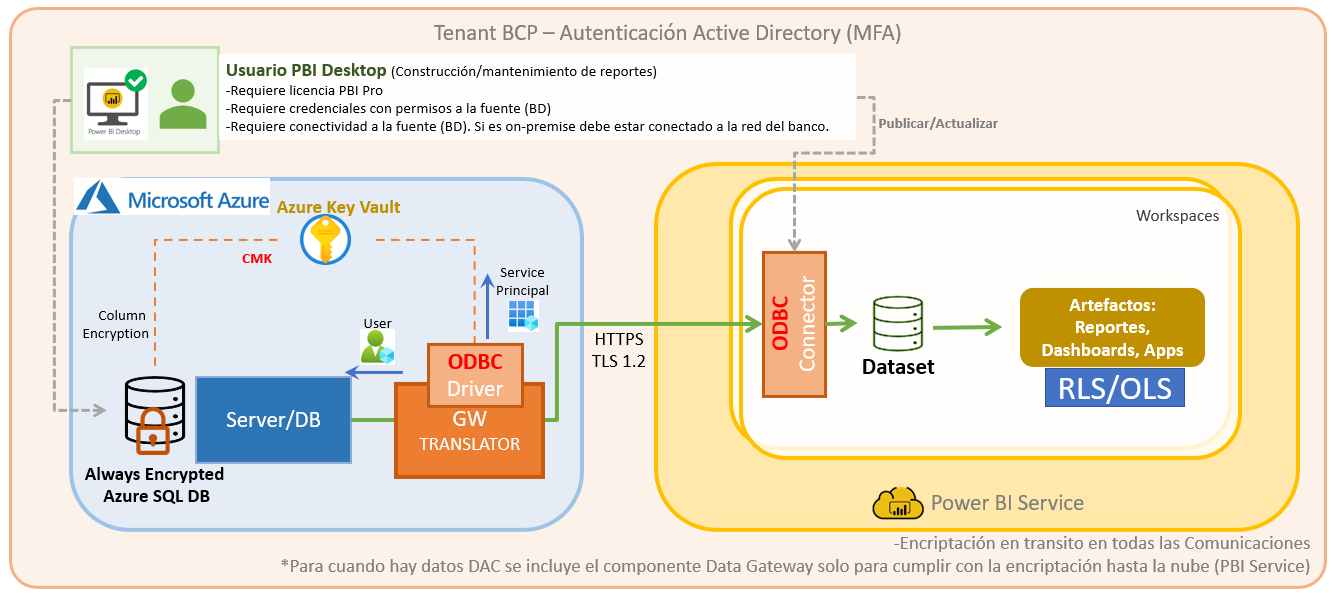 Tenant BCP – Autenticación Active Directory (MFA)
Usuario PBI Desktop (Construcción/mantenimiento de reportes)
-Requiere licencia PBI Pro
-Requiere credenciales con permisos a la fuente (BD)
-Requiere conectividad a la fuente (BD). Si es on-premise debe estar conectado a la red del banco.
Power BI Desktop
Publicar/Actualizar
Microsoft Azure
Azure Key Vault
CMK
Column
Encryption
Service
Principal
User
ODBC
Driver
GW
TRANSLATOR
Server/DB
Always Encrypted
Azure SQL DB
HTTPS
TLS 1.2
Workspaces
ODBC
Connector
Dataset
Artefactos:
Reportes,
Dashboards, Apps
RLS/OLS
Power BI Service
-Encriptación en transito en todas las Comunicaciones
*Para cuando hay datos DAC se incluye el componente Data Gateway solo para cumplir con la encriptación hasta la nube (PBI Service)